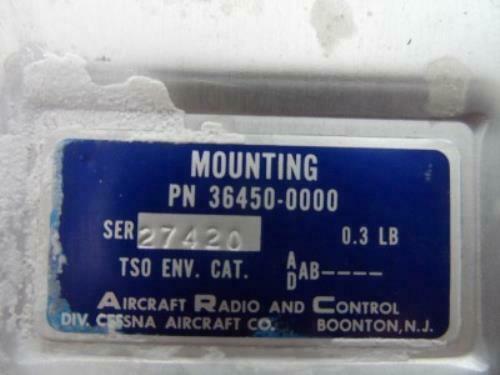 MOUNTING
PN 36450-0000
SER 27420 0.3 LB
TSO ENV. CAT. A/D AB----
AIRCRAFT RADIO AND CONTROL
DIV. CESSNA AIRCRAFT CO. BOONTON, N.J.